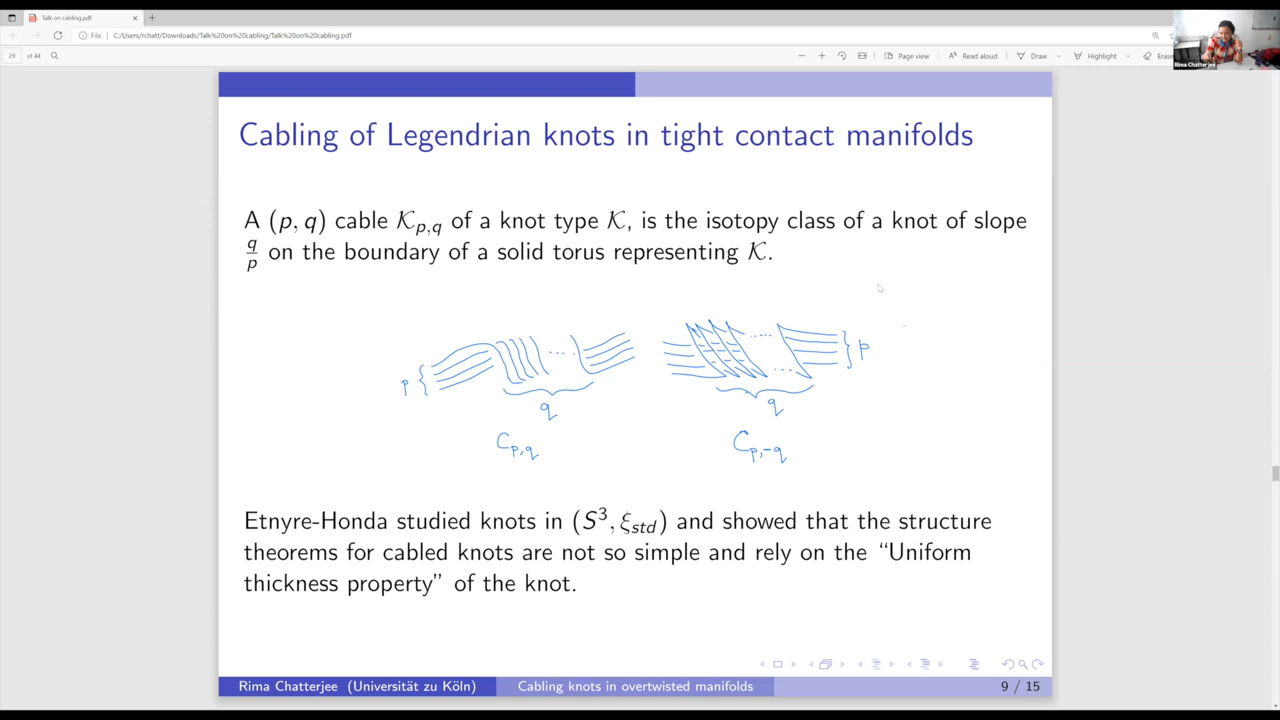 Talk on cabling.pdf
File | C:/Users/rchatt/Downloads/Talk%20on%20cabling/Talk%20on%20cabling.pdf
29 of 44
Page view
Read aloud
Draw
Highlight
Erase
Rima Chatterjee
Cabling of Legendrian knots in tight contact manifolds
A (p, q) cable 𝒦p,q of a knot type 𝒦, is the isotopy class of a knot of slope
q/p on the boundary of a solid torus representing 𝒦.
p
q
Cp,q
p
q
Cp,-q
Etnyre-Honda studied knots in (S³, ξstd) and showed that the structure
theorems for cabled knots are not so simple and rely on the “Uniform
thickness property” of the knot.
Rima Chatterjee (Universität zu Köln)
Cabling knots in overtwisted manifolds
9 / 15